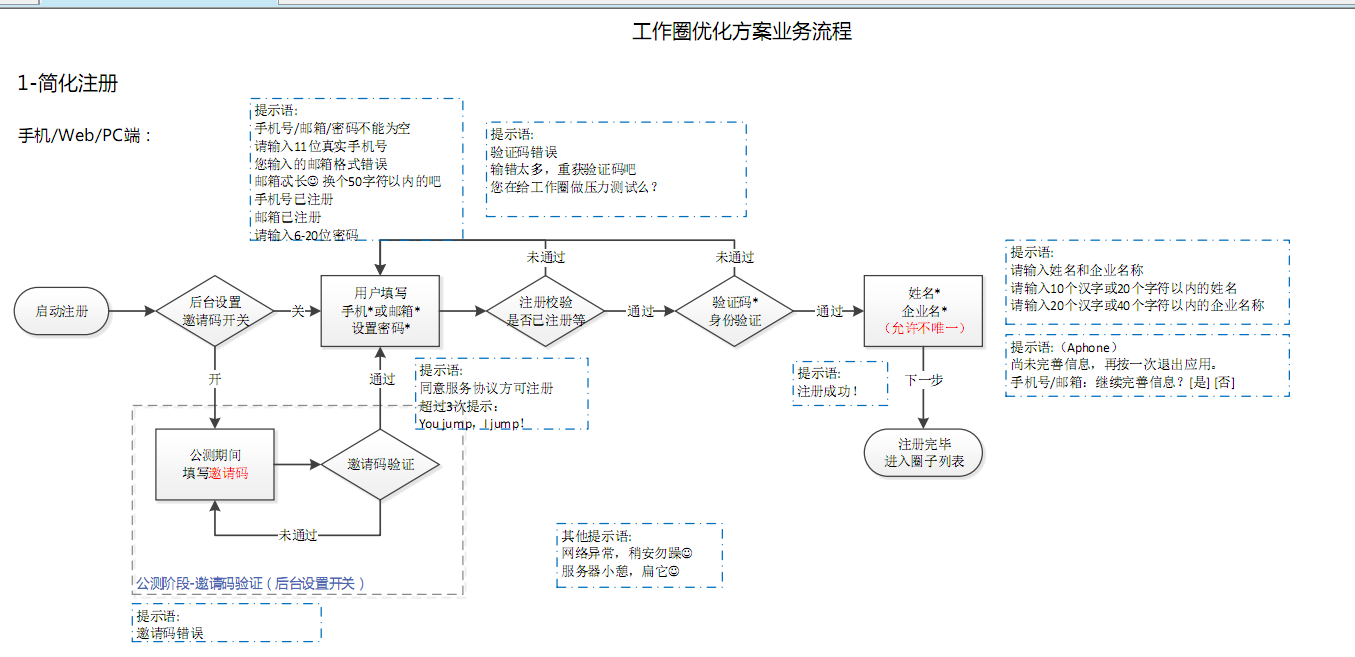 工作圈优化方案业务流程
1-简化注册
手机/Web/PC端：
提示语:
手机号/邮箱/密码不能为空
请输入11位真实手机号
您输入的邮箱格式错误
邮箱忒长☺ 换个50字符以内的吧
手机号已注册
邮箱已注册
请输入6-20位密码
提示语:
验证码错误
输错太多，重获验证码吧
您在给工作圈做压力测试么？
未通过
未通过
启动注册
后台设置
邀请码开关
关
用户填写
手机*或邮箱*
设置密码*
注册校验
是否已注册等
通过
验证码*
身份验证
通过
姓名*
企业名*
（允许不唯一）
提示语:
请输入姓名和企业名称
请输入10个汉字或20个字符以内的姓名
请输入20个汉字或40个字符以内的企业名称
提示语:（Aphone）
尚未完善信息，再按一次退出应用。
手机号/邮箱：继续完善信息？[是] [否]
开
通过
提示语:
同意服务协议方可注册
超过3次提示：
You jump，I jump！
提示语:
注册成功！
下一步
注册完毕
进入圈子列表
公测期间
填写邀请码
邀请码验证
未通过
公测阶段-邀请码验证（后台设置开关）
提示语:
邀请码错误
其他提示语:
网络异常，稍安勿躁☺
服务器小憩，扁它☺